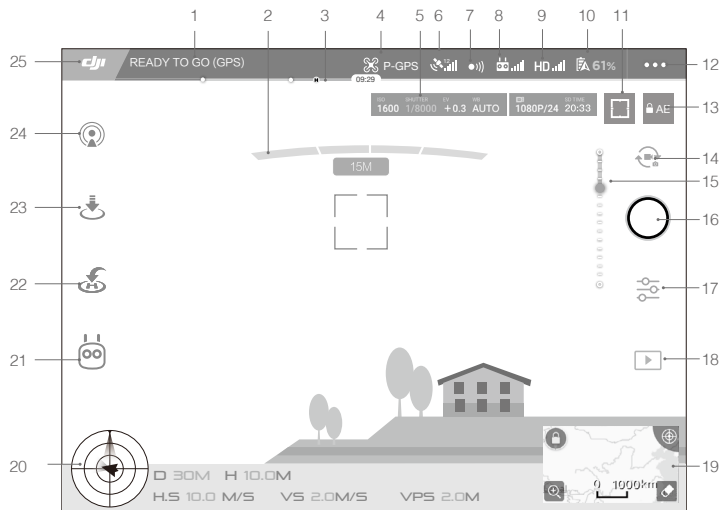 1 2 3 4 5 6 7 8 9 10 11
25 dji READY TO GO (GPS) P-GPS HD 61% 12
H 09:29
ISO 1600 SHUTTER 1/8000 EV +0.3 WB AUTO 1080P/24 SD TIME 20:33 AE 13
24 14
15M 15
23 16
22 17
21 18
20 D 30M H 10.0M 0 1000km 19
H.S 10.0 M/S VS 2.0M/S VPS 2.0M